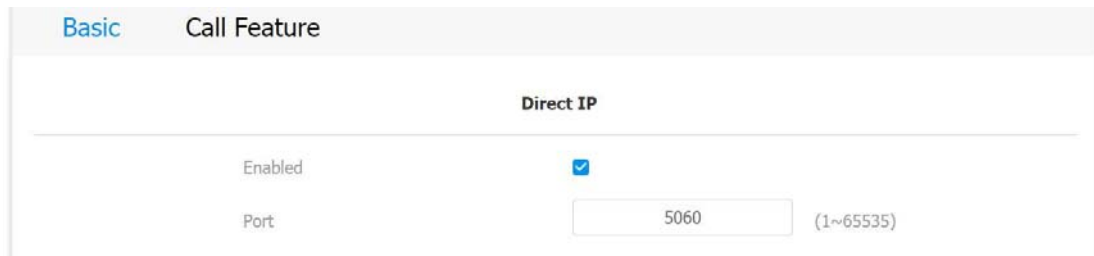 Basic Call Feature
Direct IP
Enabled
Port 5060 (1~65535)